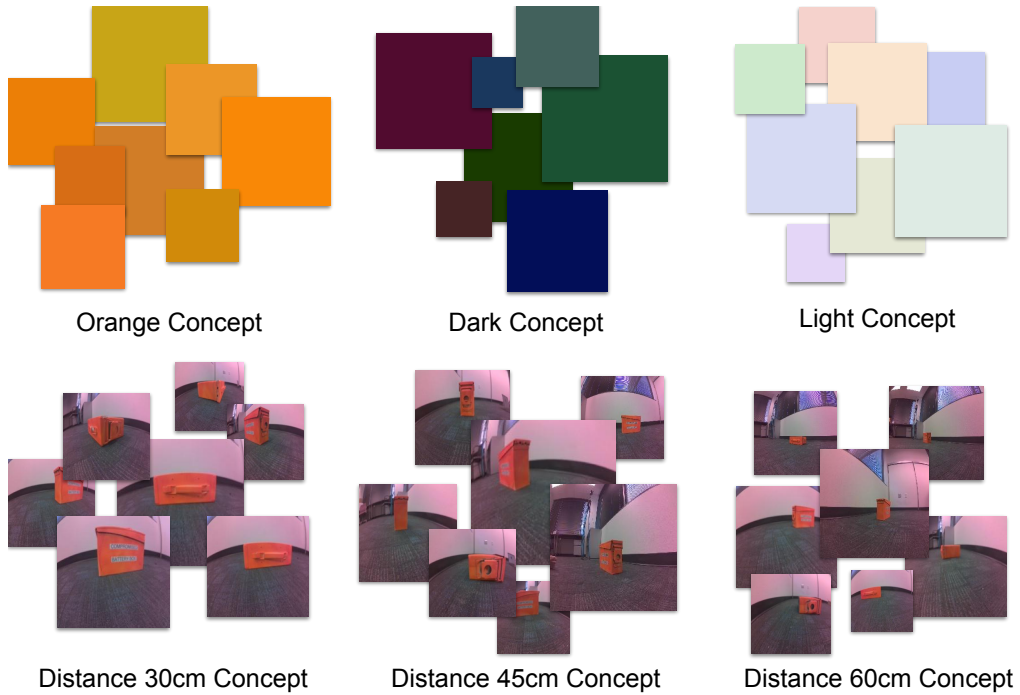 Orange Concept
Dark Concept
Light Concept
Distance 30cm Concept
Distance 45cm Concept
Distance 60cm Concept